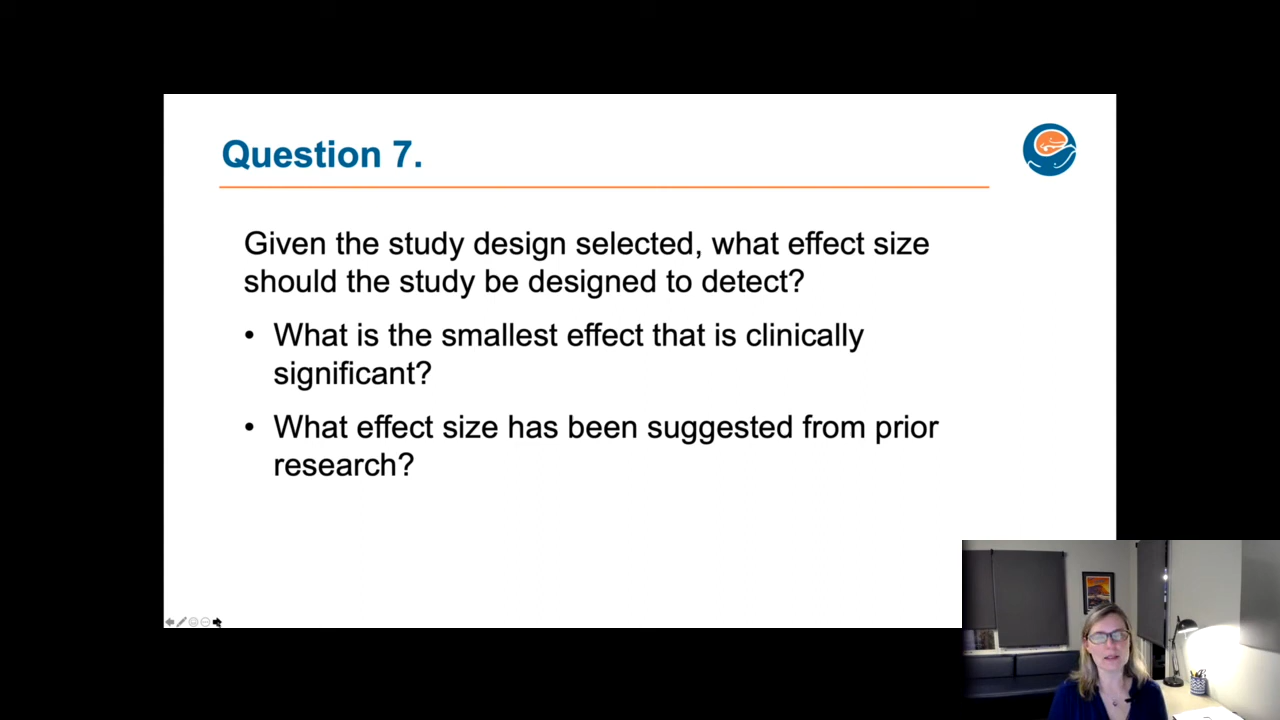 Question 7.
Given the study design selected, what effect size
should the study be designed to detect?
• What is the smallest effect that is clinically
significant?
• What effect size has been suggested from prior
research?